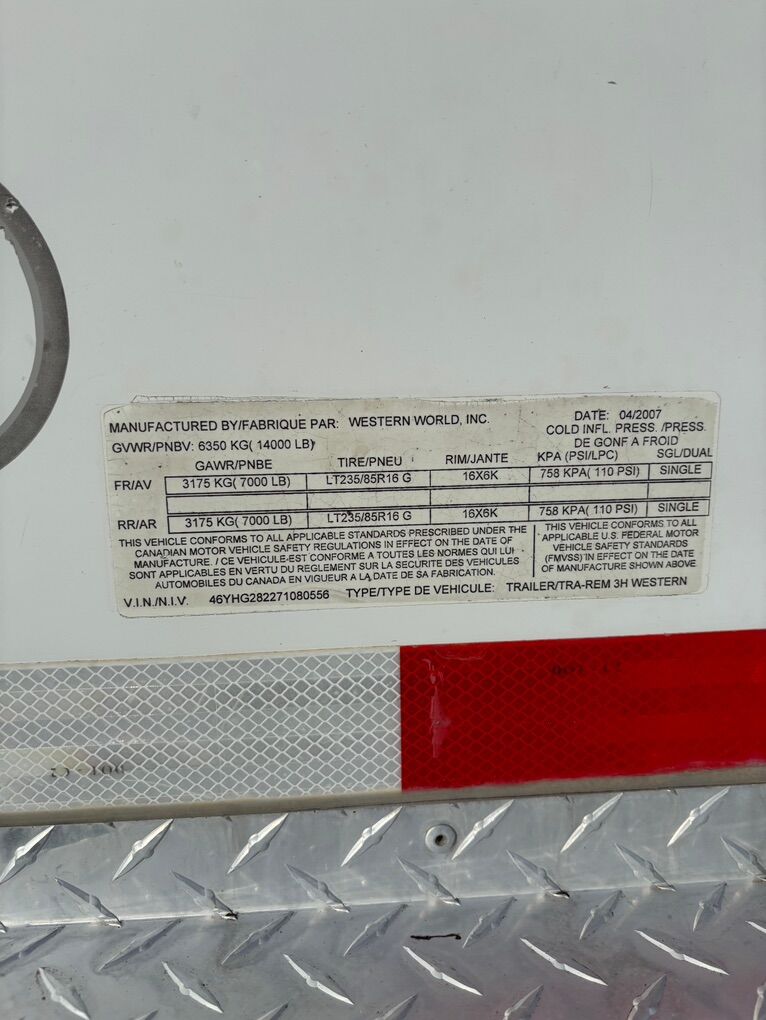 MANUFACTURED BY/FABRIQUE PAR: WESTERN WORLD, INC.
DATE: 04/2007
GVWR/PNBV: 6350 KG( 14000 LB)
COLD INFL. PRESS. /PRESS.
DE GONF A FROID
GAWR/PNBE TIRE/PNEU RIM/JANTE KPA (PSI/LPC) SGL/DUAL
FR/AV 3175 KG( 7000 LB) LT235/85R16 G 16X6K 758 KPA( 110 PSI) SINGLE
RR/AR 3175 KG( 7000 LB) LT235/85R16 G 16X6K 758 KPA( 110 PSI) SINGLE
THIS VEHICLE CONFORMS TO ALL APPLICABLE STANDARDS PRESCRIBED UNDER THE
CANADIAN MOTOR VEHICLE SAFETY REGULATIONS IN EFFECT ON THE DATE OF
MANUFACTURE. / CE VEHICULE-EST CONFORME A TOUTES LES NORMES QUI LUI
SONT APPLICABLES EN VERTU DU REGLEMENT SUR LA SECURITE DES VEHICULES
AUTOMOBILES DU CANADA EN VIGUEUR A LA DATE DE SA FABRICATION.
THIS VEHICLE CONFORMS TO ALL
APPLICABLE U.S. FEDERAL MOTOR
VEHICLE SAFETY STANDARDS
(FMVSS) IN EFFECT ON THE DATE
OF MANUFACTURE SHOWN ABOVE
V.I.N./N.I.V. 46YHG282271080556 TYPE/TYPE DE VEHICULE: TRAILER/TRA-REM 3H WESTERN